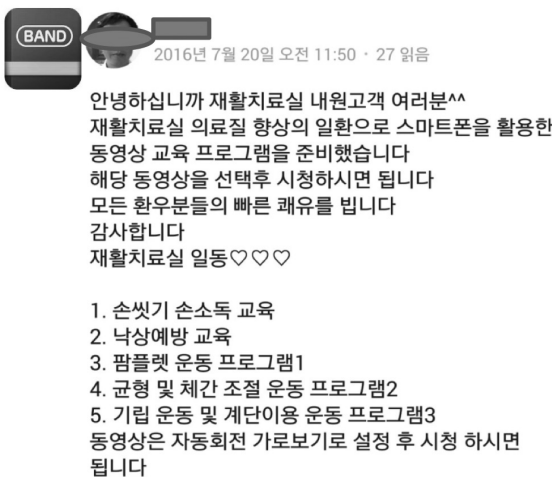 BAND
2016년 7월 20일 오전 11:50 · 27 읽음
안녕하십니까 재활치료실 내원고객 여러분^^
재활치료실 의료질 향상의 일환으로 스마트폰을 활용한
동영상 교육 프로그램을 준비했습니다
해당 동영상을 선택후 시청하시면 됩니다
모든 환우분들의 빠른 쾌유를 빕니다
감사합니다
재활치료실 일동♡♡♡
1. 손씻기 손소독 교육
2. 낙상예방 교육
3. 팜플렛 운동 프로그램1
4. 균형 및 체간 조절 운동 프로그램2
5. 기립 운동 및 계단이용 운동 프로그램3
동영상은 자동회전 가로보기로 설정 후 시청 하시면
됩니다